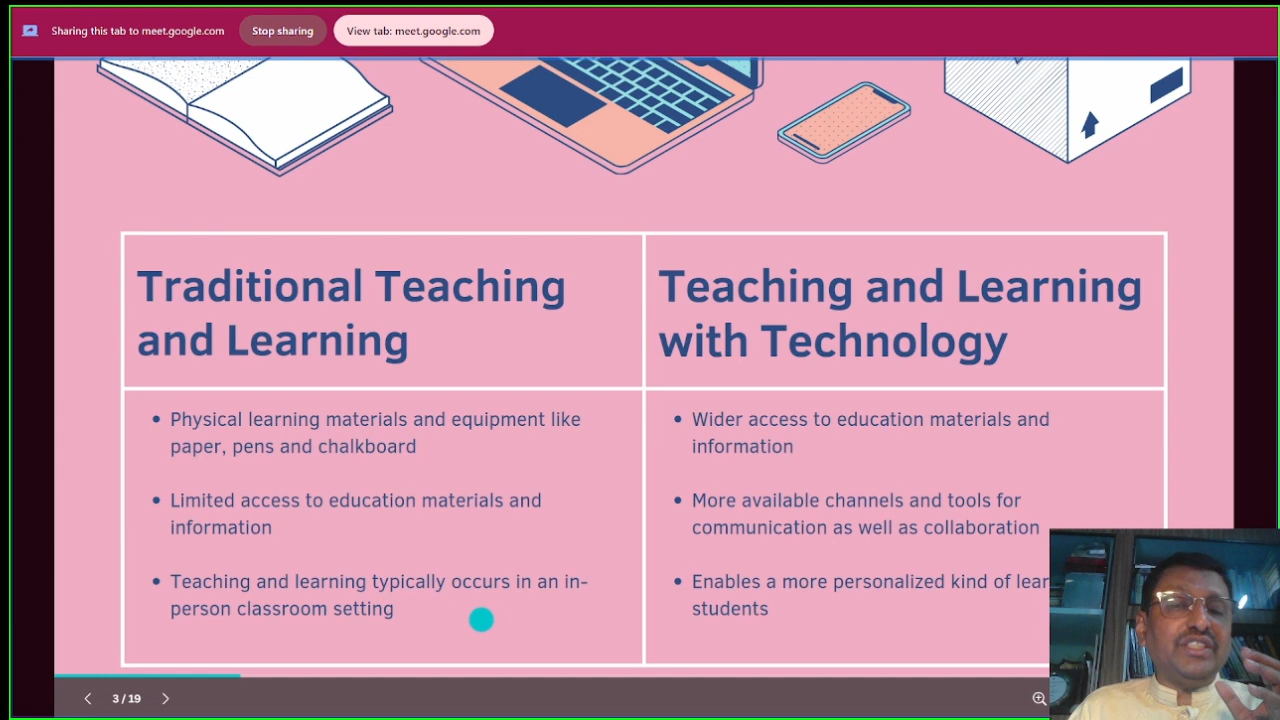 Sharing this tab to meet.google.com
Stop sharing
View tab: meet.google.com
Traditional Teaching
and Learning
Teaching and Learning
with Technology
• Physical learning materials and equipment like
paper, pens and chalkboard
• Limited access to education materials and
information
• Teaching and learning typically occurs in an in-
person classroom setting
• Wider access to education materials and
information
• More available channels and tools for
communication as well as collaboration
• Enables a more personalized kind of
students
3 / 19